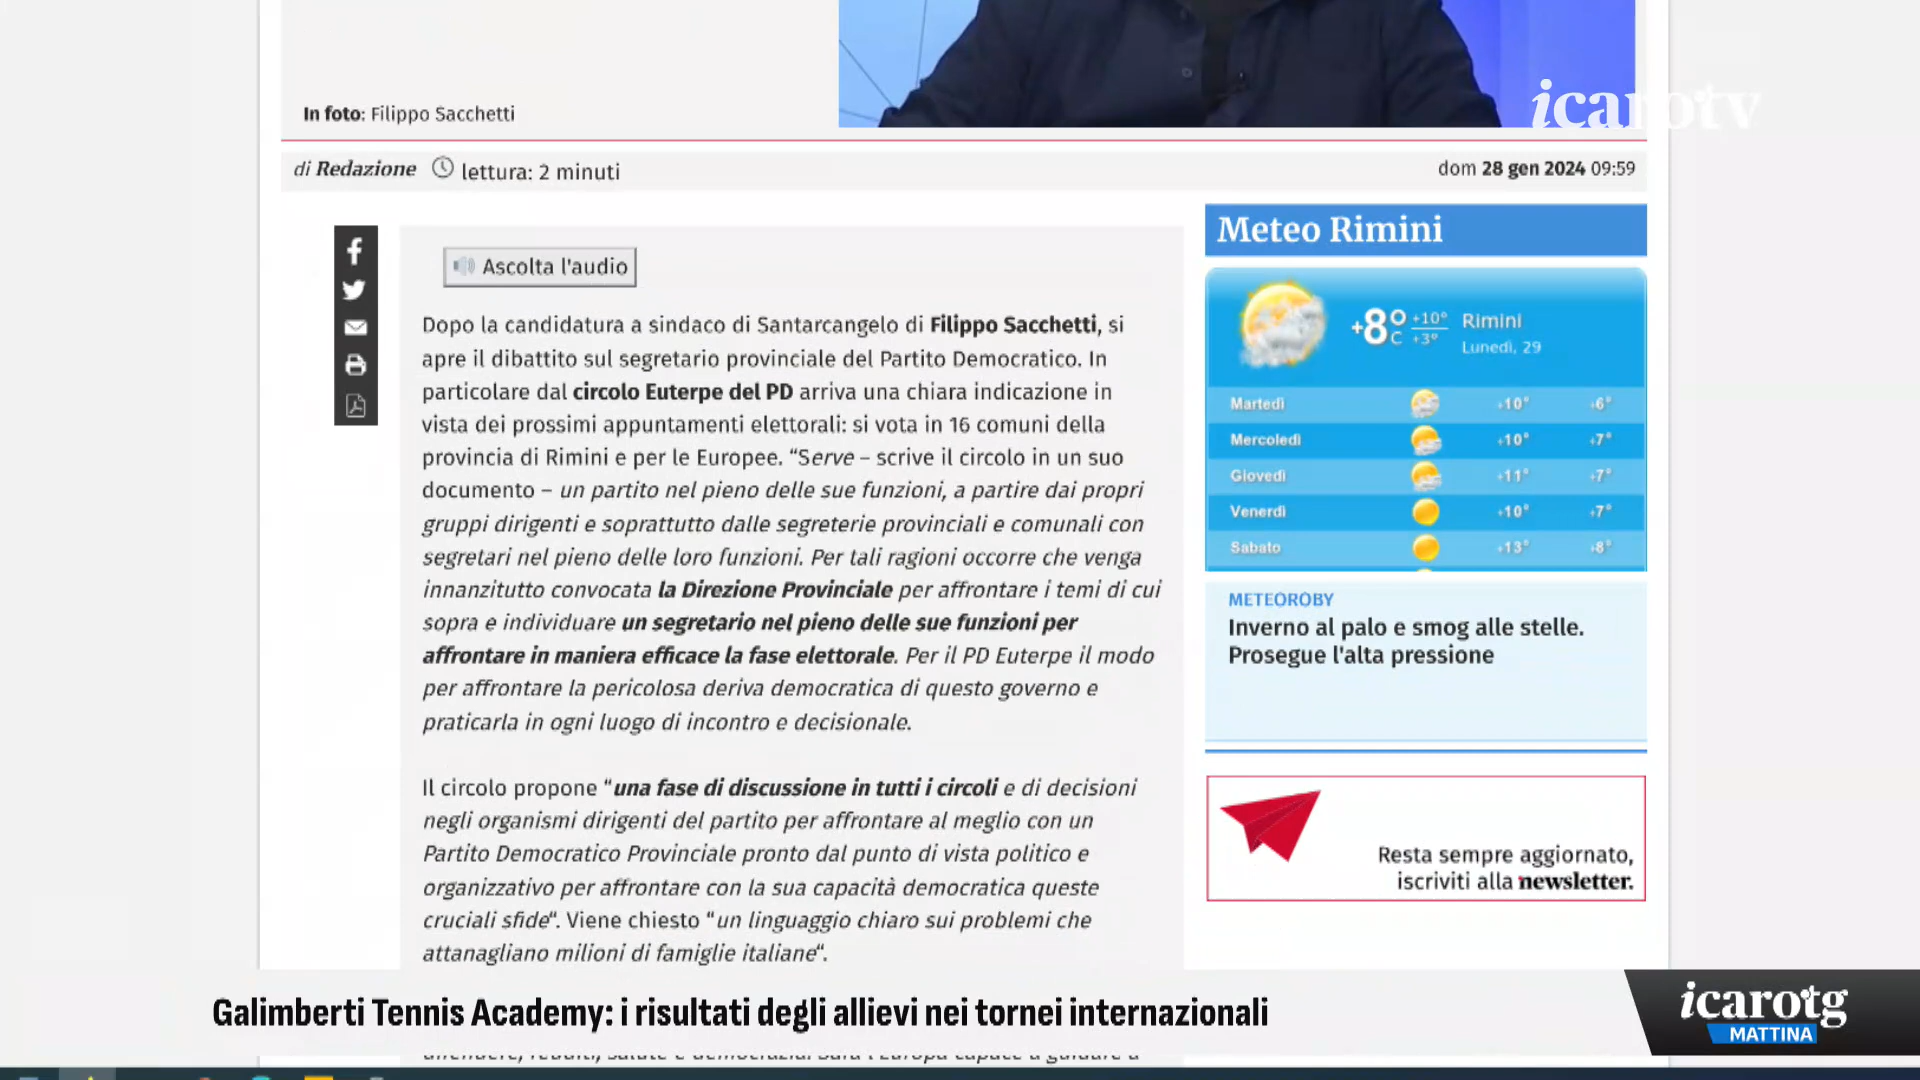 icarotv
In foto: Filippo Sacchetti
di Redazione lettura: 2 minuti
dom 28 gen 2024 09:59
Ascolta l'audio
Dopo la candidatura a sindaco di Santarcangelo di Filippo Sacchetti, si
apre il dibattito sul segretario provinciale del Partito Democratico. In
particolare dal circolo Euterpe del PD arriva una chiara indicazione in
vista dei prossimi appuntamenti elettorali: si vota in 16 comuni della
provincia di Rimini e per le Europee. “Serve – scrive il circolo in un suo
documento – un partito nel pieno delle sue funzioni, a partire dai propri
gruppi dirigenti e soprattutto dalle segreterie provinciali e comunali con
segretari nel pieno delle loro funzioni. Per tali ragioni occorre che venga
innanzitutto convocata la Direzione Provinciale per affrontare i temi di cui
sopra e individuare un segretario nel pieno delle sue funzioni per
affrontare in maniera efficace la fase elettorale. Per il PD Euterpe il modo
per affrontare la pericolosa deriva democratica di questo governo e
praticarla in ogni luogo di incontro e decisionale.
Il circolo propone “una fase di discussione in tutti i circoli e di decisioni
negli organismi dirigenti del partito per affrontare al meglio con un
Partito Democratico Provinciale pronto dal punto di vista politico e
organizzativo per affrontare con la sua capacità democratica queste
cruciali sfide“. Viene chiesto “un linguaggio chiaro sui problemi che
attanagliano milioni di famiglie italiane“.
Meteo Rimini
+8°C +10° +3° Rimini
Lunedì, 29
Martedì +10° +6°
Mercoledì +10° +7°
Giovedì +11° +7°
Venerdì +10° +7°
Sabato +13° +8°
METEOROBY
Inverno al palo e smog alle stelle.
Prosegue l'alta pressione
Resta sempre aggiornato,
iscriviti alla newsletter.
Galimberti Tennis Academy: i risultati degli allievi nei tornei internazionali
icarotg
MATTINA